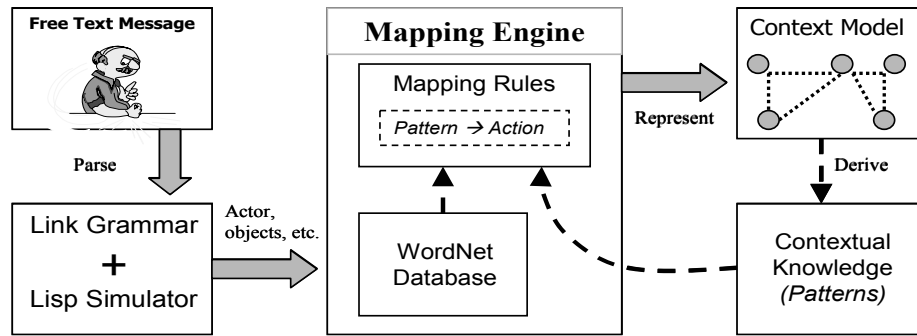 Free Text Message
Parse
Link Grammar
+
Lisp Simulator
Actor,
objects, etc.
Mapping Engine
Mapping Rules
Pattern → Action
WordNet
Database
Represent
Context Model
Derive
Contextual
Knowledge
(Patterns)